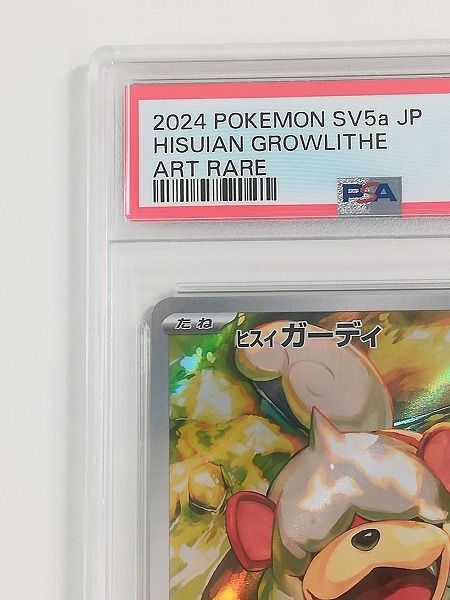 2024 POKEMON SV5a JP
HISUIAN GROWLITHE
ART RARE
PSA
たね
ヒスイ ガーディ